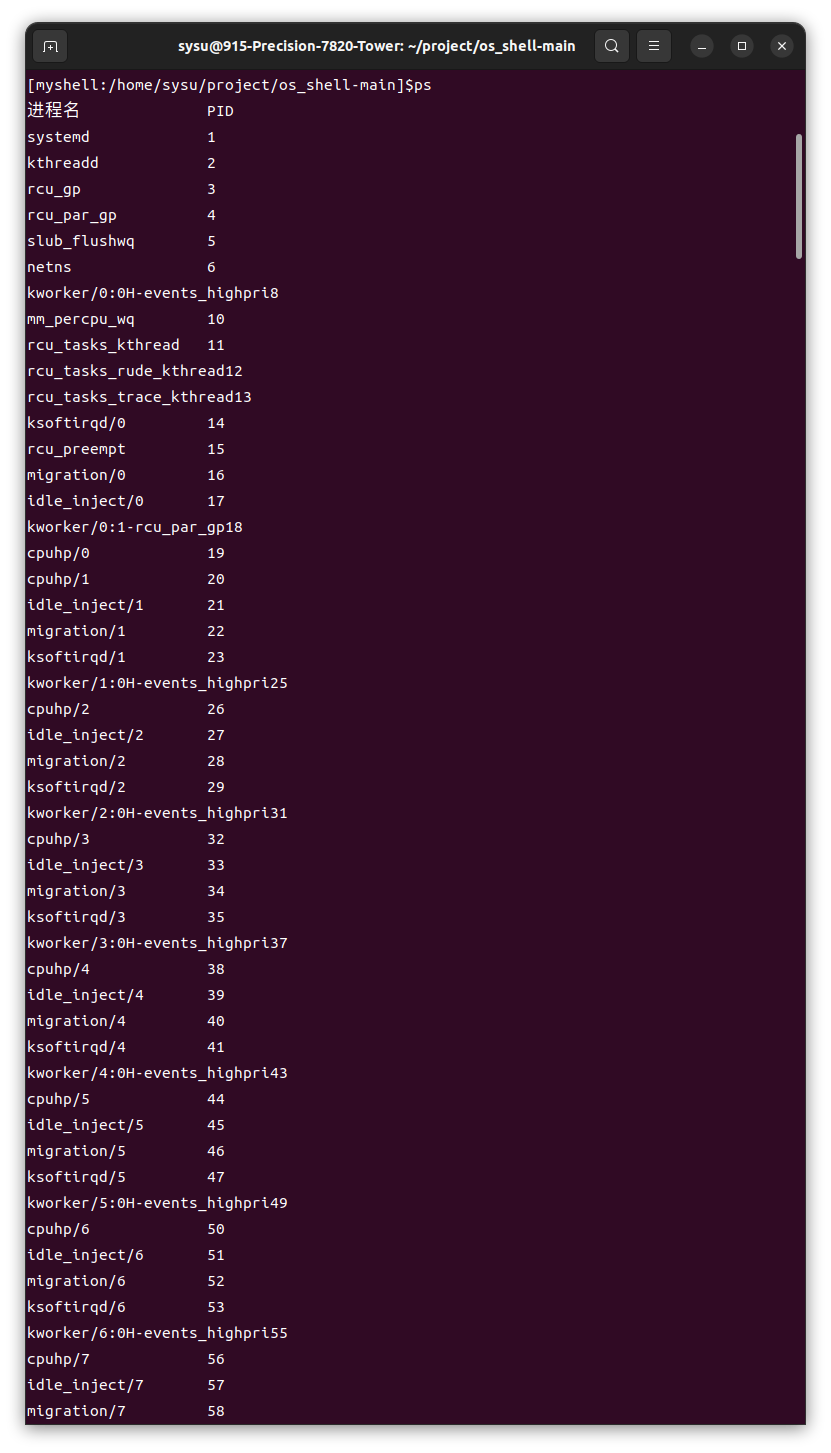 sysu@915-Precision-7820-Tower: ~/project/os_shell-main
[myshell:/home/sysu/project/os_shell-main]$ps
进程名 PID
systemd 1
kthreadd 2
rcu_gp 3
rcu_par_gp 4
slub_flushwq 5
netns 6
kworker/0:0H-events_highpri8
mm_percpu_wq 10
rcu_tasks_kthread 11
rcu_tasks_rude_kthread12
rcu_tasks_trace_kthread13
ksoftirqd/0 14
rcu_preempt 15
migration/0 16
idle_inject/0 17
kworker/0:1-rcu_par_gp18
cpuhp/0 19
cpuhp/1 20
idle_inject/1 21
migration/1 22
ksoftirqd/1 23
kworker/1:0H-events_highpri25
cpuhp/2 26
idle_inject/2 27
migration/2 28
ksoftirqd/2 29
kworker/2:0H-events_highpri31
cpuhp/3 32
idle_inject/3 33
migration/3 34
ksoftirqd/3 35
kworker/3:0H-events_highpri37
cpuhp/4 38
idle_inject/4 39
migration/4 40
ksoftirqd/4 41
kworker/4:0H-events_highpri43
cpuhp/5 44
idle_inject/5 45
migration/5 46
ksoftirqd/5 47
kworker/5:0H-events_highpri49
cpuhp/6 50
idle_inject/6 51
migration/6 52
ksoftirqd/6 53
kworker/6:0H-events_highpri55
cpuhp/7 56
idle_inject/7 57
migration/7 58